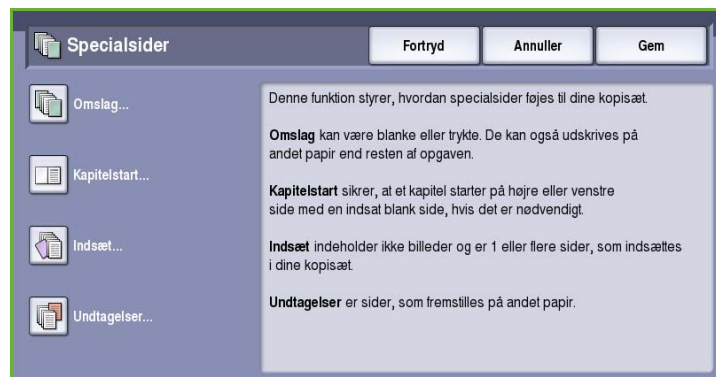 Specialsider
Fortryd
Annuller
Gem
Omslag...
Kapitelstart...
Indsæt...
Undtagelser...
Denne funktion styrer, hvordan specialsider føjes til dine kopisæt.
Omslag kan være blanke eller trykte. De kan også udskrives på
andet papir end resten af opgaven.
Kapitelstart sikrer, at et kapitel starter på højre eller venstre
side med en indsat blank side, hvis det er nødvendigt.
Indsæt indeholder ikke billeder og er 1 eller flere sider, som indsættes
i dine kopisæt.
Undtagelser er sider, som fremstilles på andet papir.